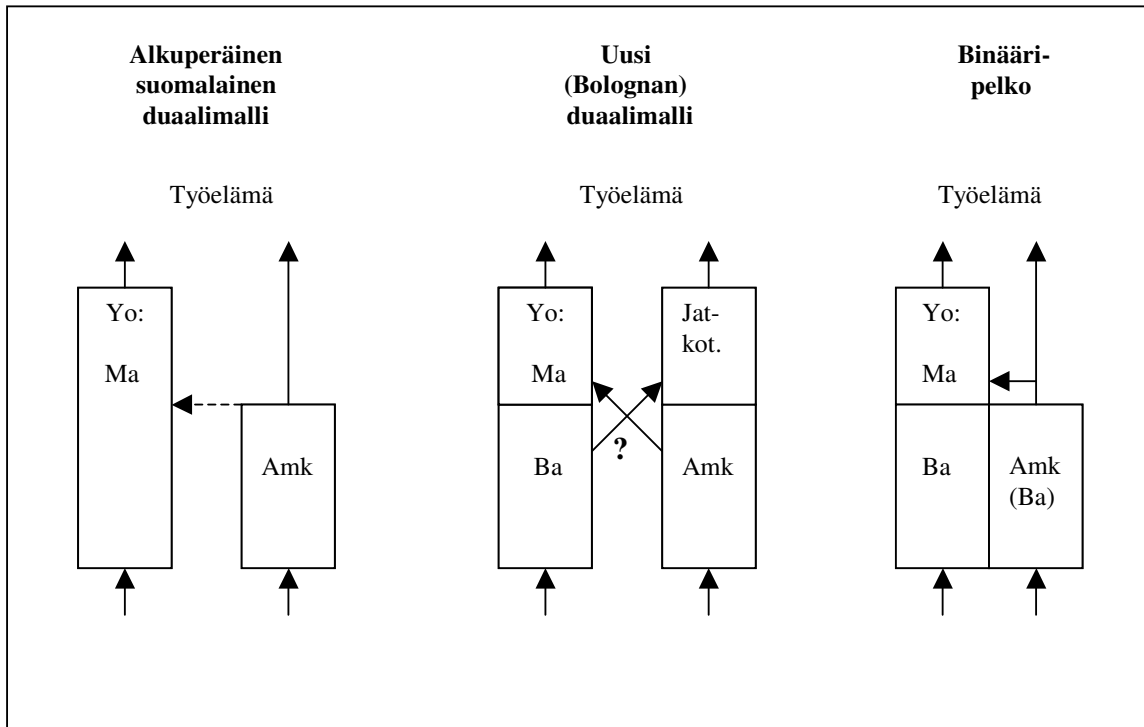 Alkuperäinen
suomalainen
duaalimalli
Työelämä
Yo:
Ma
Amk
Uusi
(Bolognan)
duaalimalli
Työelämä
Yo:
Ma
Jat-
kot.
?
Ba
Amk
Binääri-
pelko
Työelämä
Yo:
Ma
Ba
Amk
(Ba)